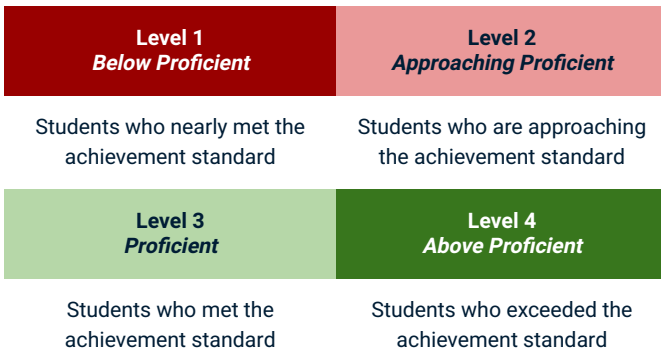 Level 1
Below Proficient
Level 2
Approaching Proficient
Students who nearly met the
achievement standard
Students who are approaching
the achievement standard
Level 3
Proficient
Level 4
Above Proficient
Students who met the
achievement standard
Students who exceeded the
achievement standard